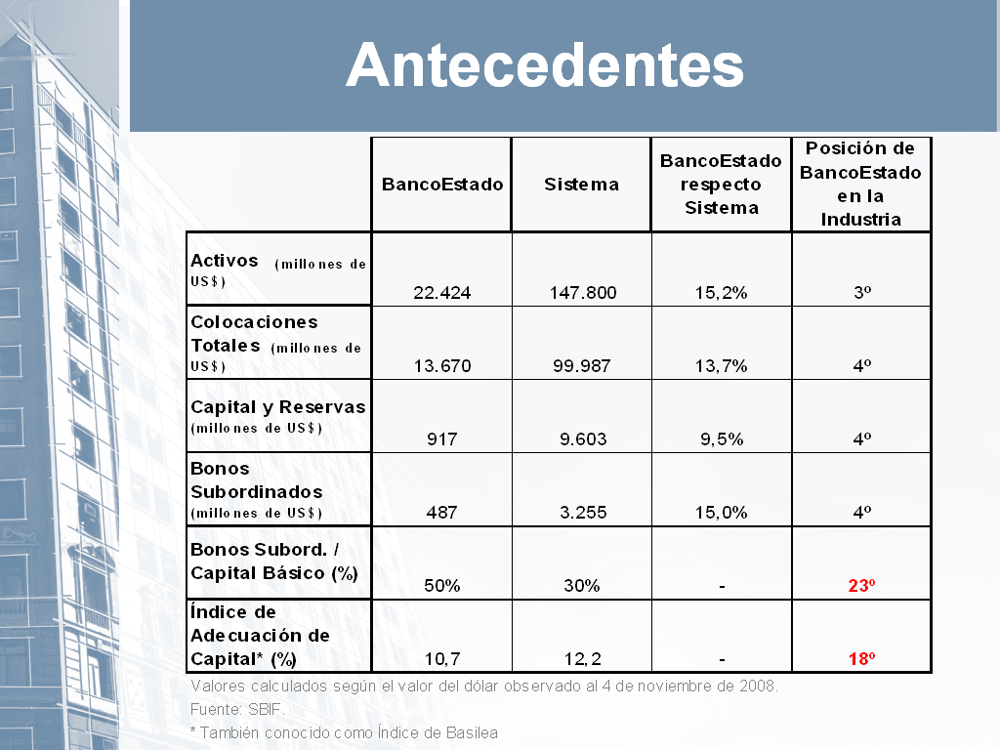 Antecedentes
BancoEstado
Sistema
BancoEstado
respecto
Sistema
Posición de
BancoEstado
en la
Industria
Activos (millones de
US$)
22.424
147.800
15,2%
3º
Colocaciones
Totales (millones de
US$)
13.670
99.987
13,7%
4º
Capital y Reservas
(millones de US$)
917
9.603
9,5%
4º
Bonos
Subordinados
(millones de US$)
487
3.255
15,0%
4º
Bonos Subord. /
Capital Básico (%)
50%
30%
-
23º
Índice de
Adecuación de
Capital* (%)
10,7
12,2
-
18º
Valores calculados según el valor del dólar observado al 4 de noviembre de 2008.
Fuente: SBIF.
* También conocido como Índice de Basilea